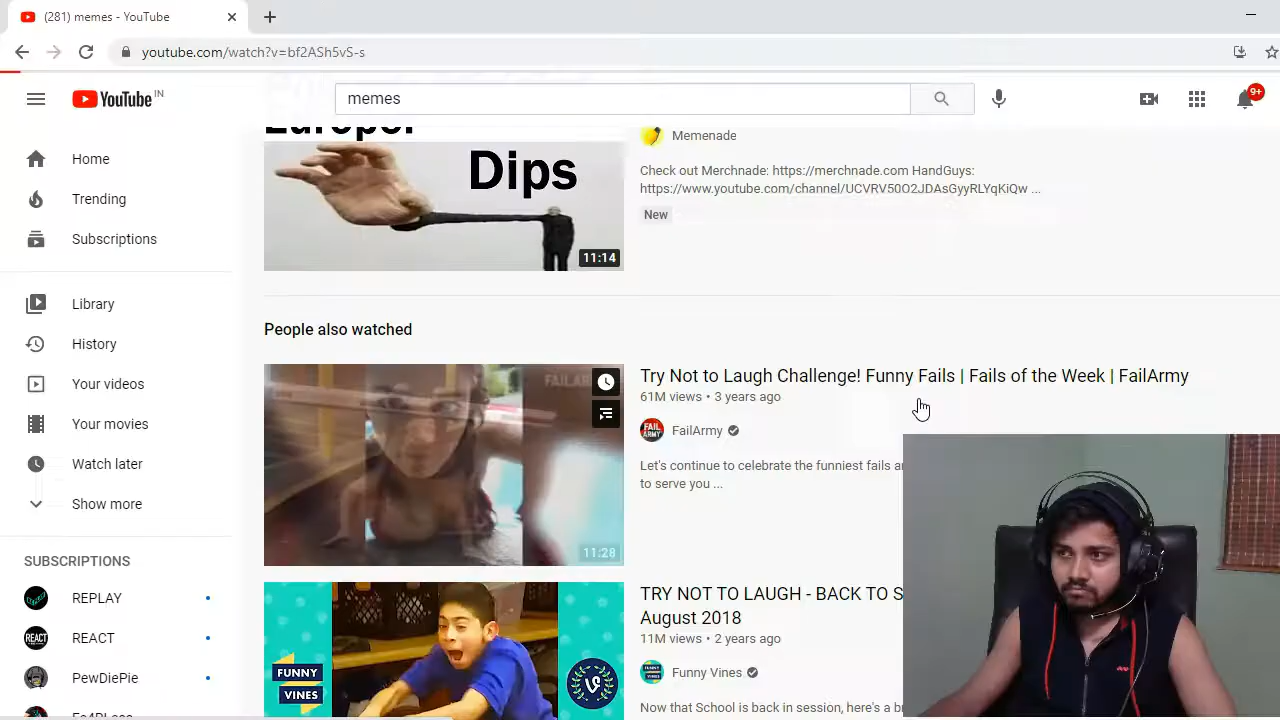 (281) memes - YouTube
youtube.com/watch?v=bf2ASh5vS-s
YouTube IN
memes
9+
Home
Trending
Subscriptions
Library
History
Your videos
Your movies
Watch later
Show more
SUBSCRIPTIONS
REPLAY
REACT
PewDiePie
Dips
11:14
Memenade
Check out Merchnade: https://merchnade.com HandGuys:
https://www.youtube.com/channel/UCVRV50O2JDAsGyyRLYqKiQw ...
New
People also watched
FAILAR
11:28
Try Not to Laugh Challenge! Funny Fails | Fails of the Week | FailArmy
61M views • 3 years ago
FAIL
ARMY
FailArmy
Let's continue to celebrate the funniest fails
to serve you ...
FUNNY
VINES
TRY NOT TO LAUGH - BACK TO S
August 2018
11M views • 2 years ago
Funny Vines
Now that School is back in session, here's a